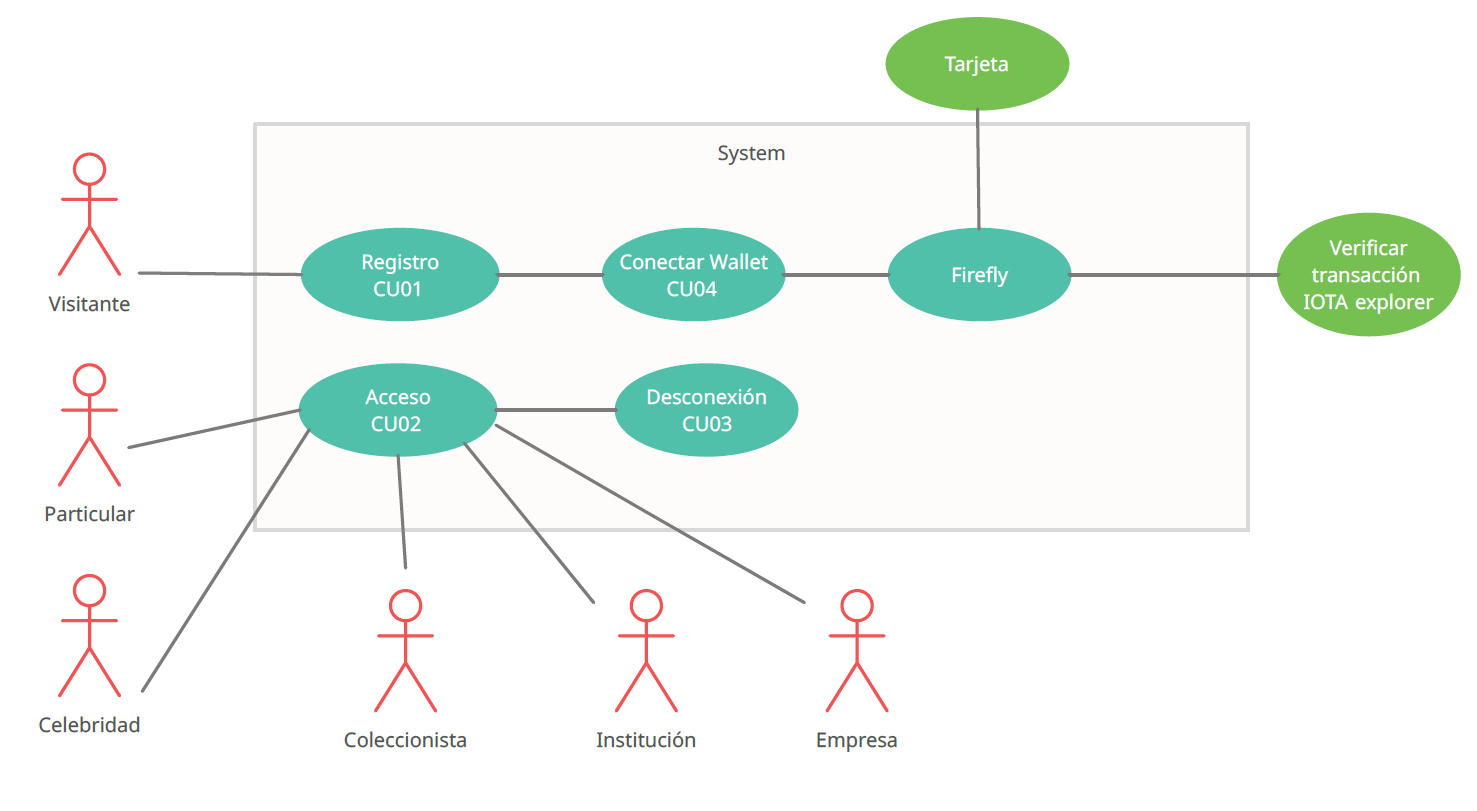 Tarjeta
System
Visitante
Registro
CU01
Conectar Wallet
CU04
Firefly
Verificar
transacción
IOTA explorer
Particular
Acceso
CU02
Desconexión
CU03
Celebridad
Coleccionista
Institución
Empresa